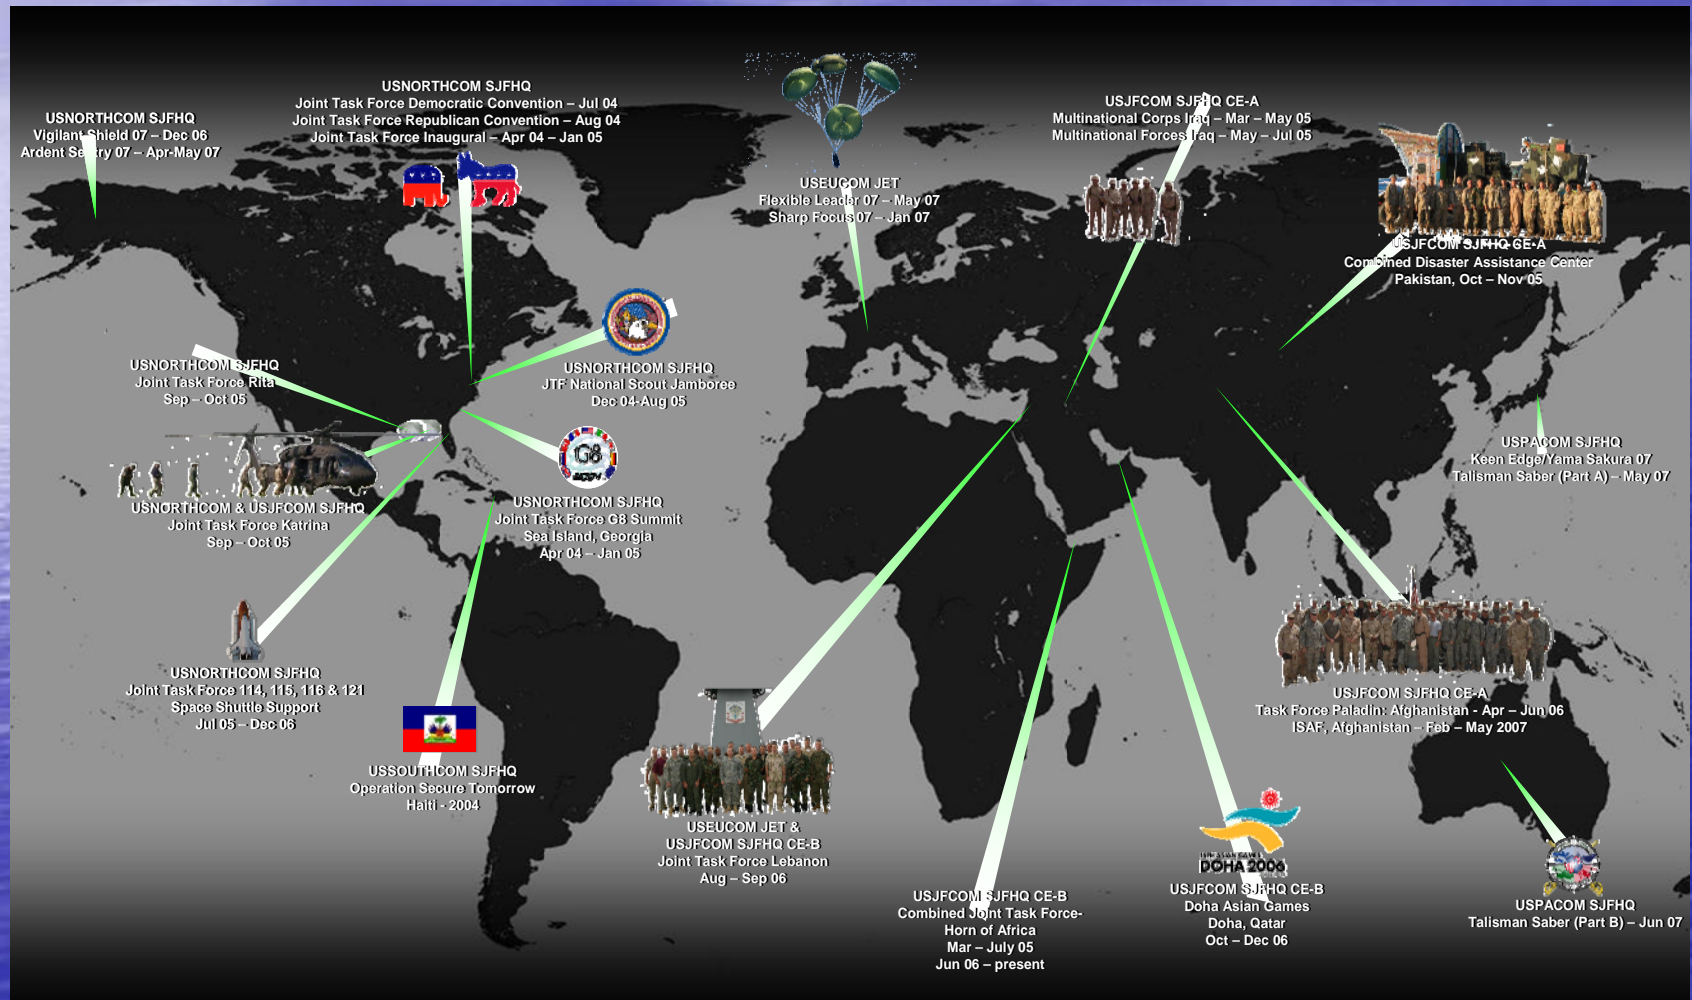 USNORTHCOM SJFHQ
Vigilant Shield 07 – Dec 06
Ardent Sentry 07 – Apr-May 07
USNORTHCOM SJFHQ
Joint Task Force Democratic Convention – Jul 04
Joint Task Force Republican Convention – Aug 04
Joint Task Force Inaugural – Apr 04 – Jan 05
USEUCOM JET
Flexible Leader 07 – May 07
Sharp Focus 07 – Jan 07
USJFCOM SJFHQ CE-A
Multinational Corps Iraq – Mar – May 05
Multinational Forces Iraq – May – Jul 05
USJFCOM SJFHQ CE-A
Combined Disaster Assistance Center
Pakistan, Oct – Nov 05
USNORTHCOM SJFHQ
Joint Task Force Rita
Sep – Oct 05
USNORTHCOM SJFHQ
JTF National Scout Jamboree
Dec 04-Aug 05
G8
USNORTHCOM SJFHQ
Joint Task Force G8 Summit
Sea Island, Georgia
Apr 04 – Jan 05
USPACOM SJFHQ
Keen Edge/Yama Sakura 07
Talisman Saber (Part A) – May 07
USNORTHCOM & USJFCOM SJFHQ
Joint Task Force Katrina
Sep – Oct 05
USNORTHCOM SJFHQ
Joint Task Force 114, 115, 116 & 121
Space Shuttle Support
Jul 05 – Dec 06
USSOUTHCOM SJFHQ
Operation Secure Tomorrow
Haiti - 2004
USEUCOM JET &
USJFCOM SJFHQ CE-B
Joint Task Force Lebanon
Aug – Sep 06
USJFCOM SJFHQ CE-B
Combined Joint Task Force-
Horn of Africa
Mar – July 05
Jun 06 – present
DOHA 2006
USJFCOM SJFHQ CE-B
Doha Asian Games
Doha, Qatar
Oct – Dec 06
USJFCOM SJFHQ CE-A
Task Force Paladin: Afghanistan - Apr – Jun 06
ISAF, Afghanistan – Feb – May 2007
USPACOM SJFHQ
Talisman Saber (Part B) – Jun 07